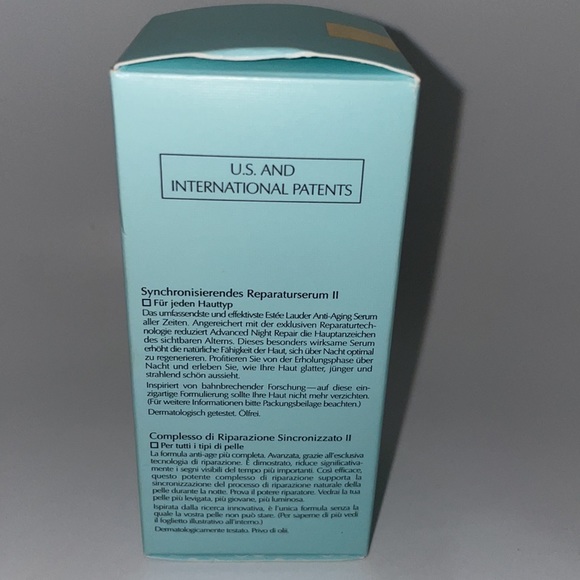 U.S. AND
INTERNATIONAL PATENTS
Synchronisierendes Reparaturserum II
Für jeden Hauttyp
Das umfassendste und effektivste Estée Lauder Anti-Aging Serum
aller Zeiten. Angereichert mit der exklusiven Reparaturtech-
nologie reduziert Advanced Night Repair die Hauptanzeichen
des sichtbaren Alterns. Dieses besonders wirksame Serum
erhöht die natürliche Fähigkeit der Haut, sich über Nacht optimal
zu regenerieren. Profitieren Sie von der Erholungsphase über
Nacht und erleben Sie, wie Ihre Haut glatter, jünger und
strahlend schön aussieht.
Inspiriert von bahnbrechender Forschung—auf diese ein-
zigartige Formulierung sollte Ihre Haut nicht mehr verzichten.
(Für weitere Informationen bitte Packungsbeilage beachten.)
Dermatologisch getestet. Ölfrei.
Complesso di Riparazione Sincronizzato II
Per tutti i tipi di pelle
La formula anti-age più completa. Avanzata, grazie all'esclusiva
tecnologia di riparazione. È dimostrato, riduce significativa-
mente i segni visibili del tempo più importanti. Così efficace,
questo potente complesso di riparazione supporta la
sincronizzazione del processo di riparazione naturale della
pelle durante la notte. Prova il potere riparatore. Vedrai la tua
pelle più levigata, più giovane, più luminosa.
Ispirata dalla ricerca innovativa, è l'unica formula senza la
quale la vostra pelle non può stare. (Per saperne di più vedi
il foglietto illustrativo all'interno.)
Dermatologicamente testato. Privo di olii.